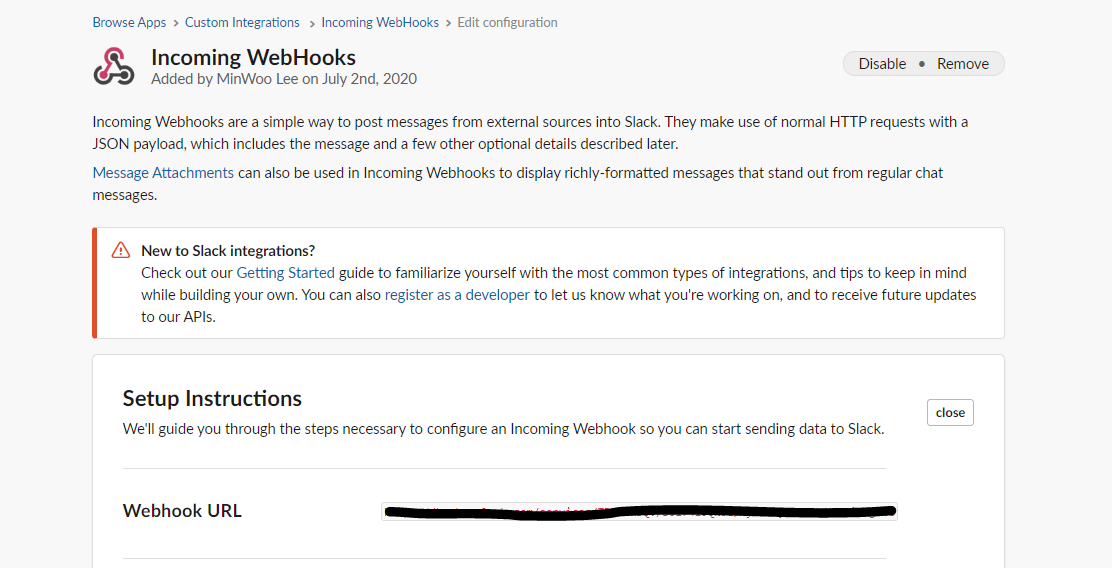 Browse Apps > Custom Integrations > Incoming WebHooks > Edit configuration
Incoming WebHooks
Added by MinWoo Lee on July 2nd, 2020
Disable • Remove
Incoming Webhooks are a simple way to post messages from external sources into Slack. They make use of normal HTTP requests with a
JSON payload, which includes the message and a few other optional details described later.
Message Attachments can also be used in Incoming Webhooks to display richly-formatted messages that stand out from regular chat
messages.
New to Slack integrations?
Check out our Getting Started guide to familiarize yourself with the most common types of integrations, and tips to keep in mind
while building your own. You can also register as a developer to let us know what you're working on, and to receive future updates
to our APIs.
Setup Instructions
close
We'll guide you through the steps necessary to configure an Incoming Webhook so you can start sending data to Slack.
Webhook URL